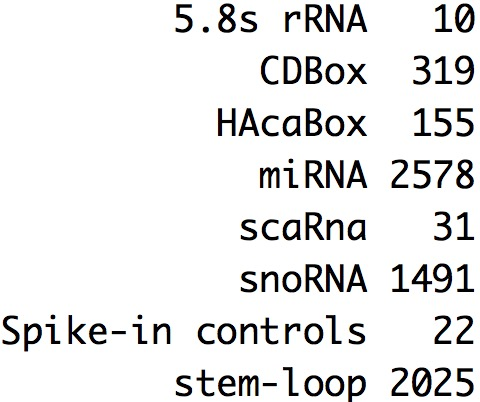 5.8s rRNA 10
CDBox 319
HAcaBox 155
miRNA 2578
scaRna 31
snoRNA 1491
Spike-in controls 22
stem-loop 2025